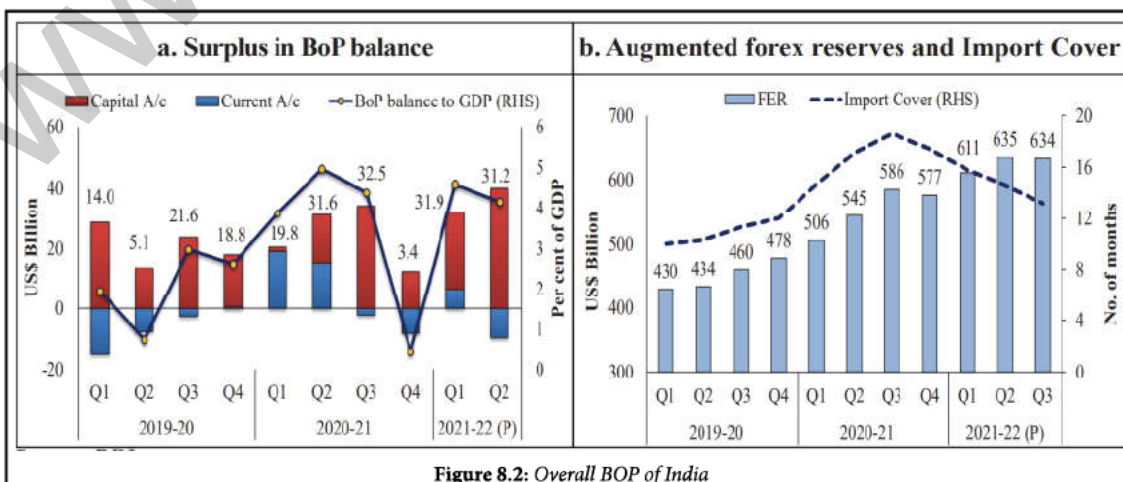 a. Surplus in BoP balance
Capital A/c Current A/c BoP balance to GDP (RHS)
60
40
20
0
-20
US$ Billion
6
5
4
3
2
1
0
Per cent of GDP
14.0
5.1
21.6
18.8
19.8
31.6
32.5
3.4
31.9
31.2
Q1 Q2 Q3 Q4 Q1 Q2 Q3 Q4 Q1 Q2
2019-20 2020-21 2021-22 (P)
b. Augmented forex reserves and Import Cover
FER Import Cover (RHS)
700
600
500
400
300
US$ Billion
20
16
12
8
4
0
No. of months
430 434 460 478 506 545 586 577 611 635 634
Q1 Q2 Q3 Q4 Q1 Q2 Q3 Q4 Q1 Q2 Q3
2019-20 2020-21 2021-22 (P)
Figure 8.2: Overall BOP of India